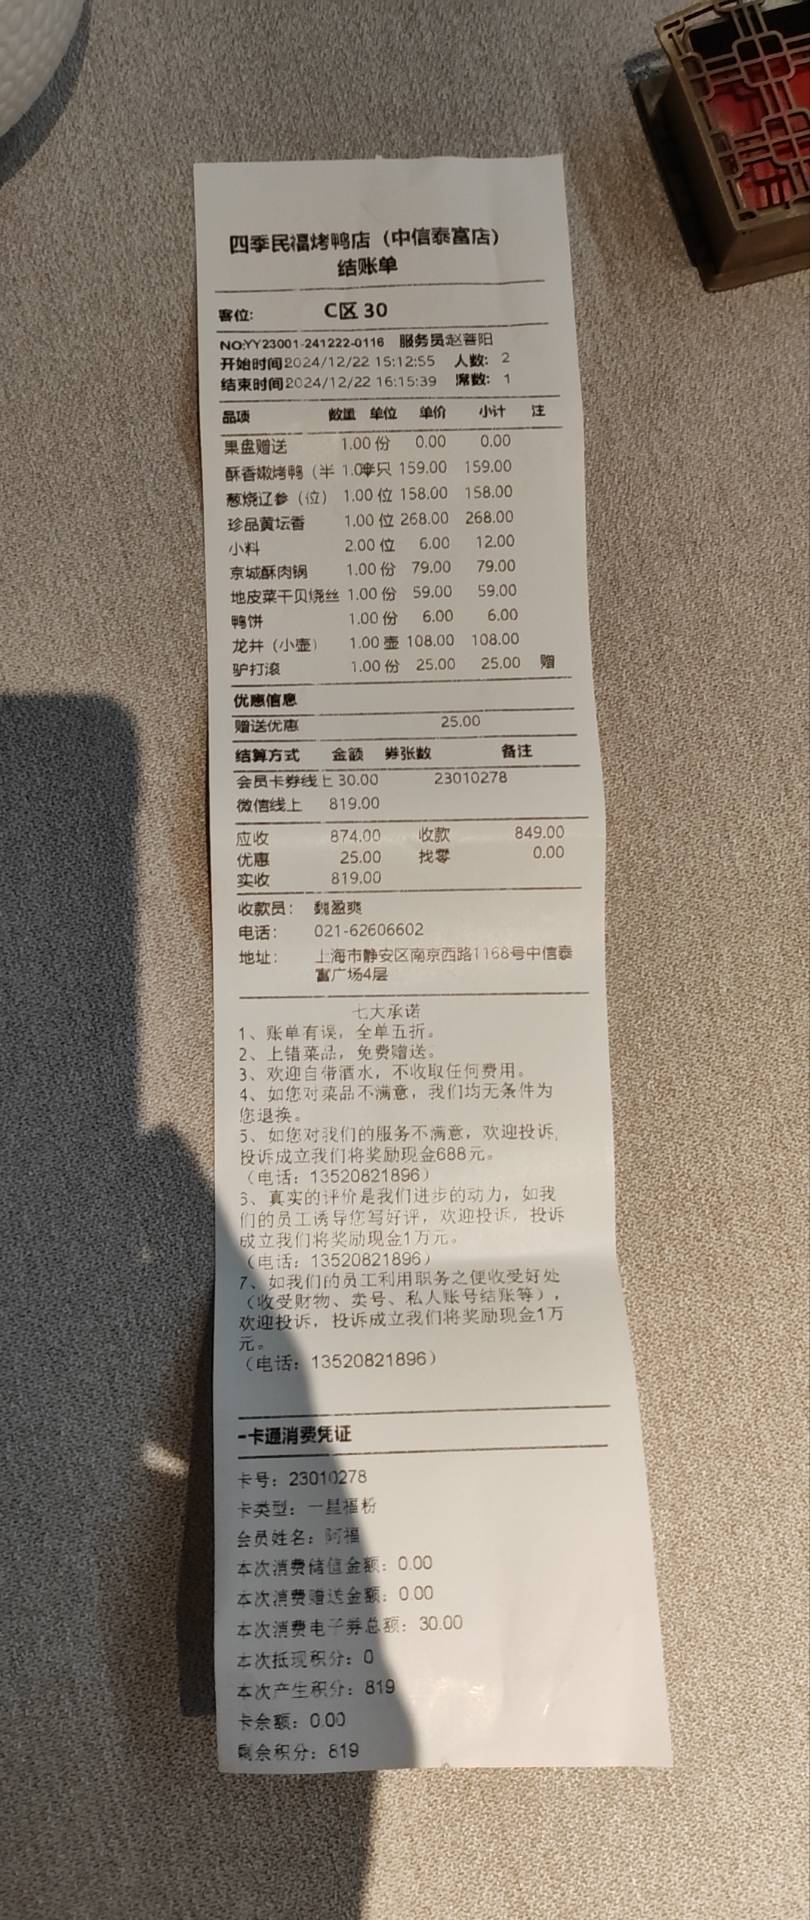 四季民福烤鸭店（中信泰富店）
结账单
客位: C区 30
NO:YY23001-241222-0116 服务员:赵春阳
开始时间2024/12/22 15:12:55 人数: 2
结束时间2024/12/22 16:15:39 席数: 1
品项 数量 单位 单价 小计 注
果盘赠送 1.00 份 0.00 0.00
酥香嫩烤鸭（半 1.00 半只 159.00 159.00
葱烧辽参（位） 1.00 位 158.00 158.00
珍品黄坛香 1.00 位 268.00 268.00
小料 2.00 位 6.00 12.00
京城酥肉锅 1.00 份 79.00 79.00
地皮菜干贝烧丝 1.00 份 59.00 59.00
鸭饼 1.00 份 6.00 6.00
龙井（小壶） 1.00 壶 108.00 108.00
驴打滚 1.00 份 25.00 25.00 赠
优惠信息
赠送优惠 25.00
结算方式 金额 券张数 备注
会员卡券线上 30.00 23010278
微信线上 819.00
应收 874.00 收款 849.00
优惠 25.00 找零 0.00
实收 819.00
收款员: 魏盈爽
电话: 021-62606602
地址: 上海市静安区南京西路1168号中信泰
富广场4层
七大承诺
1、账单有误，全单五折。
2、上错菜品，免费赠送。
3、欢迎自带酒水，不收取任何费用。
4、如您对菜品不满意，我们均无条件为
您退换。
5、如您对我们的服务不满意，欢迎投诉,
投诉成立我们将奖励现金688元。
（电话：13520821896）
6、真实的评价是我们进步的动力，如我
们的员工诱导您写好评，欢迎投诉，投诉
成立我们将奖励现金1万元。
（电话：13520821896）
7、如我们的员工利用职务之便收受好处
（收受财物、卖号、私人账号结账等），
欢迎投诉，投诉成立我们将奖励现金1万
元。
（电话：13520821896）
一卡通消费凭证
卡号：23010278
卡类型：一星福粉
会员姓名：阿福
本次消费储值金额：0.00
本次消费赠送金额：0.00
本次消费电子券总额：30.00
本次抵现积分：0
本次产生积分：819
卡余额：0.00
剩余积分：819